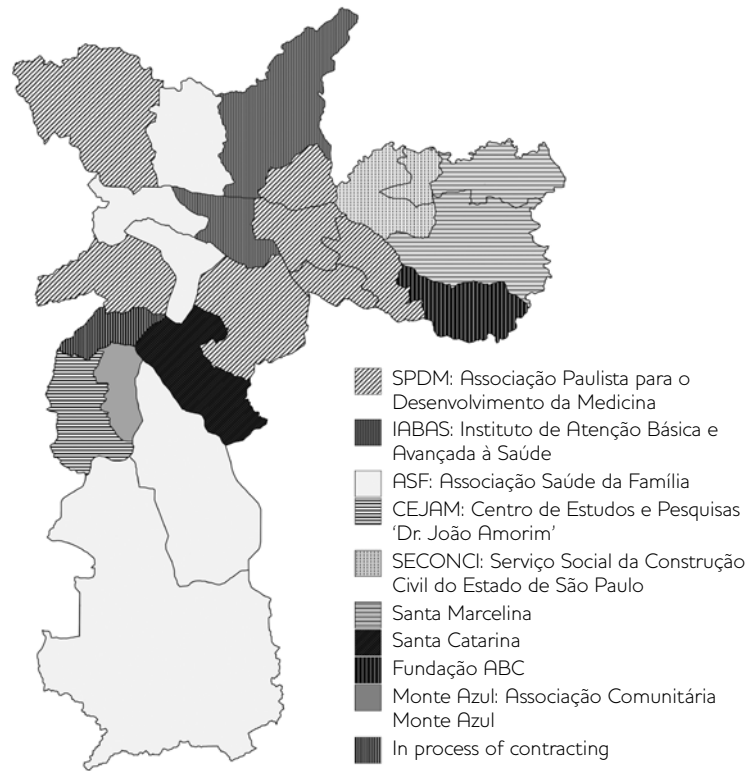 SPDM: Associação Paulista para o
Desenvolvimento da Medicina
IABAS: Instituto de Atenção Básica e
Avançada à Saúde
ASF: Associação Saúde da Família
CEJAM: Centro de Estudos e Pesquisas
‘Dr. João Amorim’
SECONCI: Serviço Social da Construção
Civil do Estado de São Paulo
Santa Marcelina
Santa Catarina
Fundação ABC
Monte Azul: Associação Comunitária
Monte Azul
In process of contracting